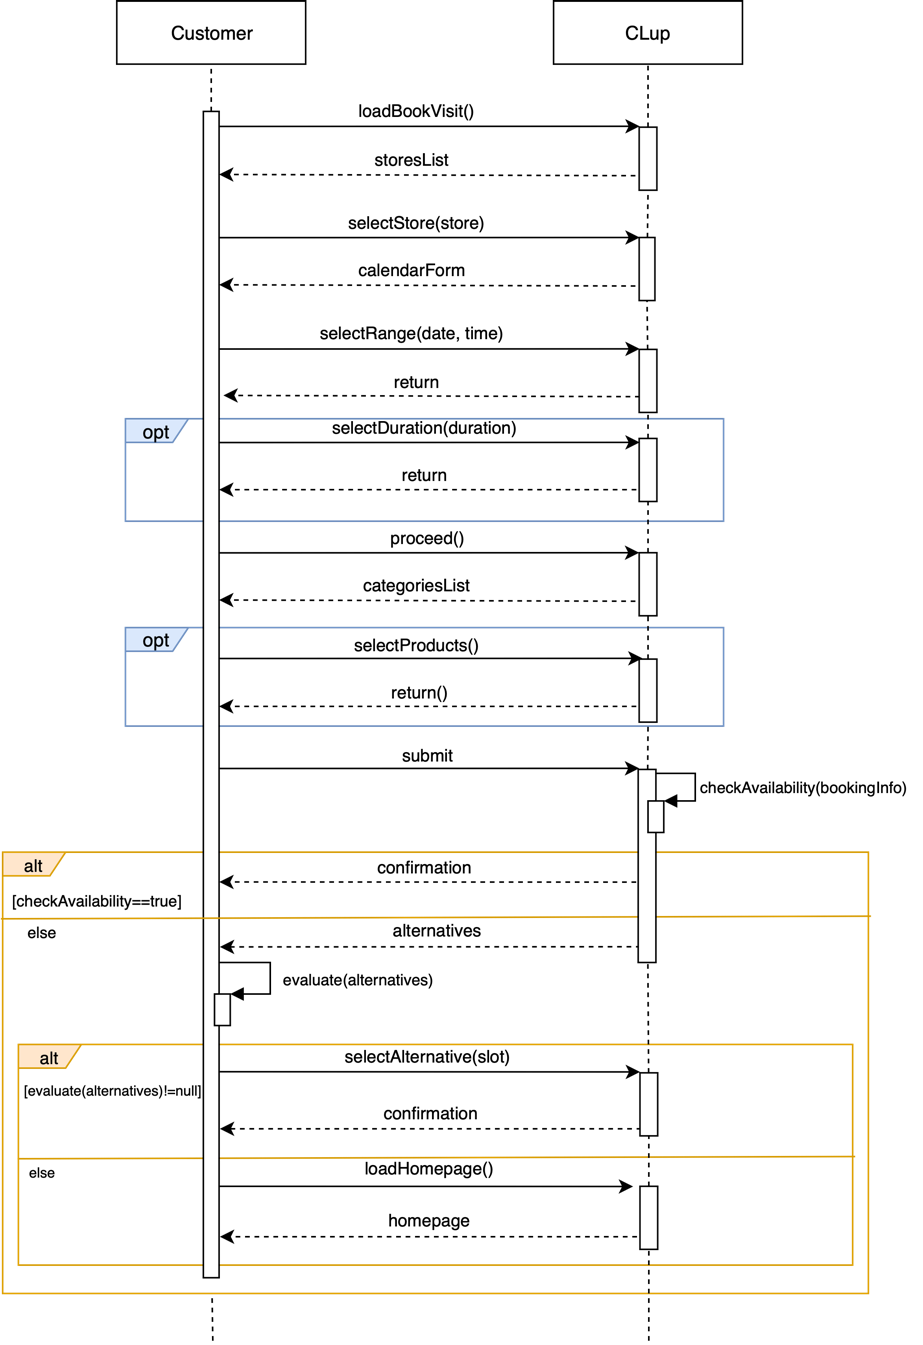 Customer
CLup
loadBookVisit()
storesList
selectStore(store)
calendarForm
selectRange(date, time)
return
opt
selectDuration(duration)
return
proceed()
categoriesList
opt
selectProducts()
return()
submit
checkAvailability(bookingInfo)
alt
confirmation
[checkAvailability==true]
else
alternatives
evaluate(alternatives)
alt
selectAlternative(slot)
[evaluate(alternatives)!=null]
confirmation
else
loadHomepage()
homepage